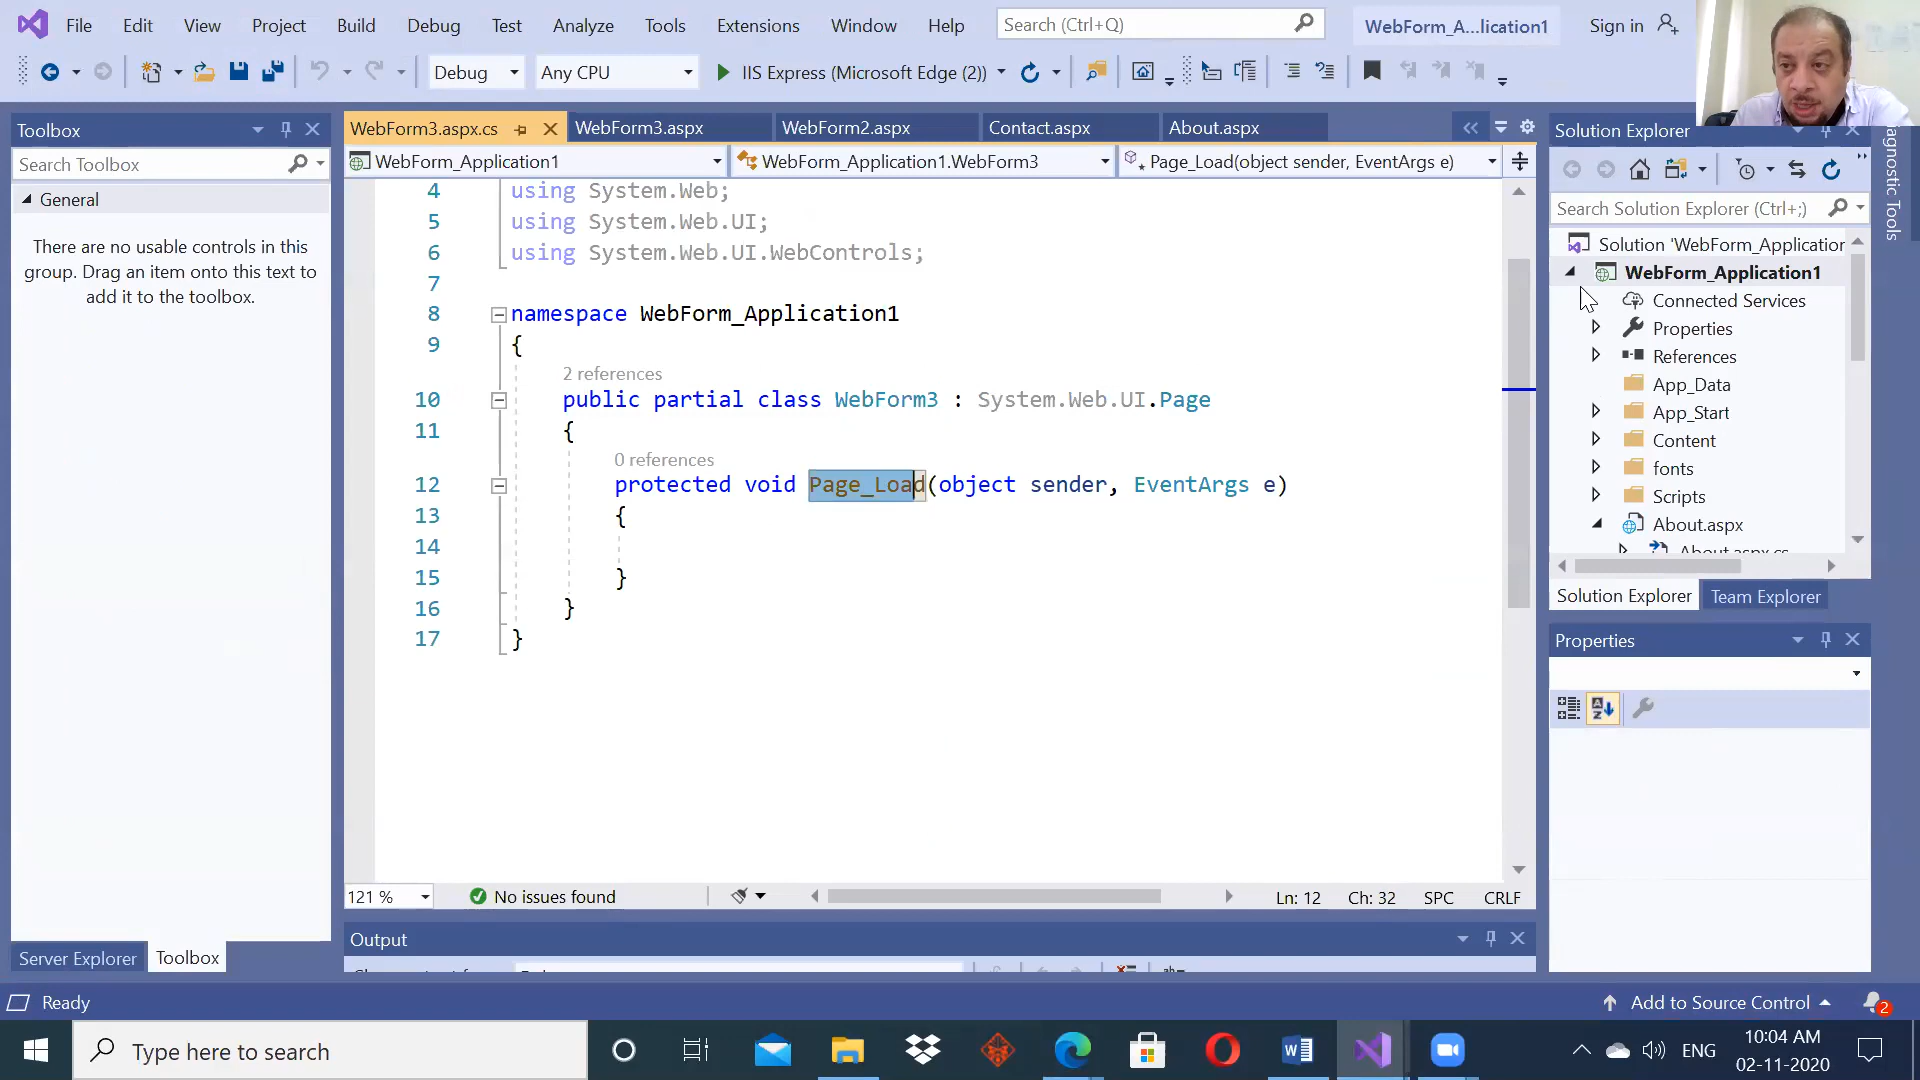 File Edit View Project Build Debug Test Analyze Tools Extensions Window Help Search (Ctrl+Q) WebForm_A...lication1 Sign in
Debug Any CPU IIS Express (Microsoft Edge (2))
Toolbox
Search Toolbox
General
There are no usable controls in this
group. Drag an item onto this text to
add it to the toolbox.
Server Explorer Toolbox
WebForm3.aspx.cs WebForm3.aspx WebForm2.aspx Contact.aspx About.aspx
WebForm_Application1 WebForm_Application1.WebForm3 Page_Load(object sender, EventArgs e)
4 using System.Web;
5 using System.Web.UI;
6 using System.Web.UI.WebControls;
7
8 namespace WebForm_Application1
9 {
2 references
10 public partial class WebForm3 : System.Web.UI.Page
11 {
0 references
12 protected void Page_Load(object sender, EventArgs e)
13 {
14
15 }
16 }
17 }
121 % No issues found Ln: 12 Ch: 32 SPC CRLF
Output
Solution Explorer
Search Solution Explorer (Ctrl+;)
Solution 'WebForm_Application
WebForm_Application1
Connected Services
Properties
References
App_Data
App_Start
Content
fonts
Scripts
About.aspx
About.aspx.cs
Solution Explorer Team Explorer
Properties
agnostic Tools
Ready Add to Source Control 2
Type here to search ENG 10:04 AM
02-11-2020